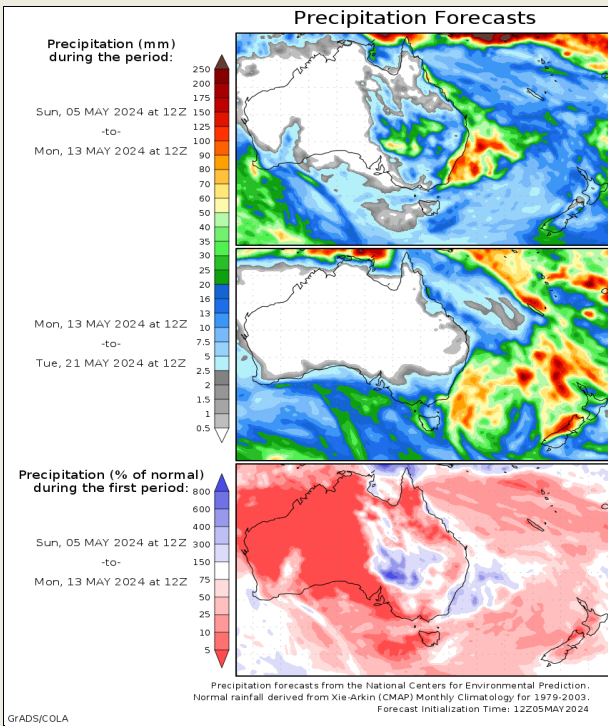 Precipitation Forecasts
Precipitation (mm)
during the period:
Sun, 05 MAY 2024 at 12Z
-to-
Mon, 13 MAY 2024 at 12Z
250
200
175
150
125
100
90
80
70
60
50
40
35
30
25
20
16
13
10
7.5
5
2.5
2
1.5
1
0.5
Mon, 13 MAY 2024 at 12Z
-to-
Tue, 21 MAY 2024 at 12Z
Precipitation (% of normal)
during the first period:
Sun, 05 MAY 2024 at 12Z
-to-
Mon, 13 MAY 2024 at 12Z
800
600
400
300
150
75
50
25
10
5
Precipitation forecasts from the National Centers for Environmental Prediction.
Normal rainfall derived from Xie-Arkin (CMAP) Monthly Climatology for 1979-2003.
Forecast Initialization Time: 12Z05MAY2024
GrADS/COLA